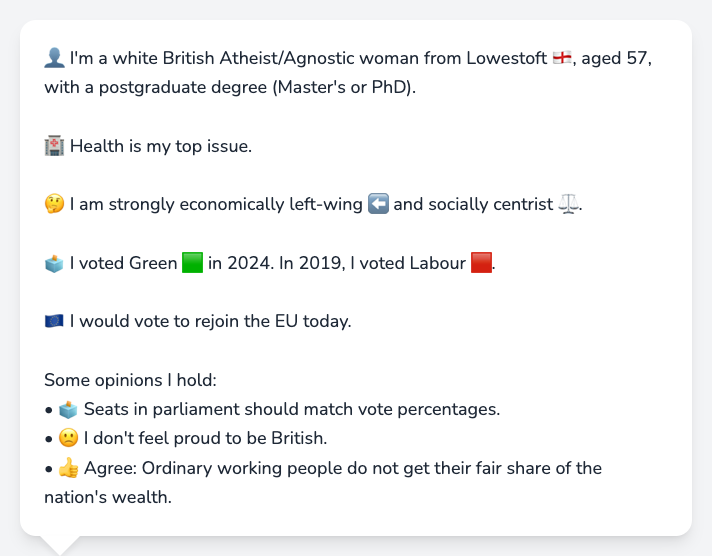 👤 I'm a white British Atheist/Agnostic woman from Lowestoft 🏴󠁧󠁢󠁥󠁮󠁧󠁿, aged 57,
with a postgraduate degree (Master's or PhD).
🏥 Health is my top issue.
🤔 I am strongly economically left-wing ⬅️ and socially centrist ⚖️.
🗳️ I voted Green 🟩 in 2024. In 2019, I voted Labour 🟥.
🇪🇺 I would vote to rejoin the EU today.
Some opinions I hold:
• 🗳️ Seats in parliament should match vote percentages.
• 🙁 I don't feel proud to be British.
• 👍 Agree: Ordinary working people do not get their fair share of the
nation's wealth.